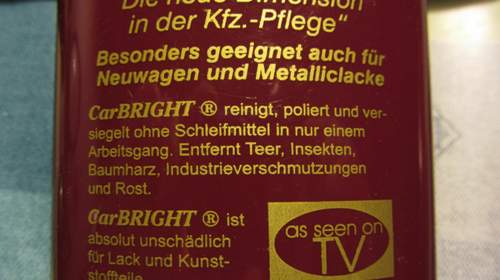 Die neue Dimension
in der Kfz.-Pflege“
Besonders geeignet auch für
Neuwagen und Metalliclacke
CarBRIGHT ® reinigt, poliert und ver-
siegelt ohne Schleifmittel in nur einem
Arbeitsgang. Entfernt Teer, Insekten,
Baumharz, Industrieverschmutzungen
und Rost.
CarBRIGHT ® ist
absolut unschädlich
für Lack und Kunst-
stoffteile.
as seen on
TV